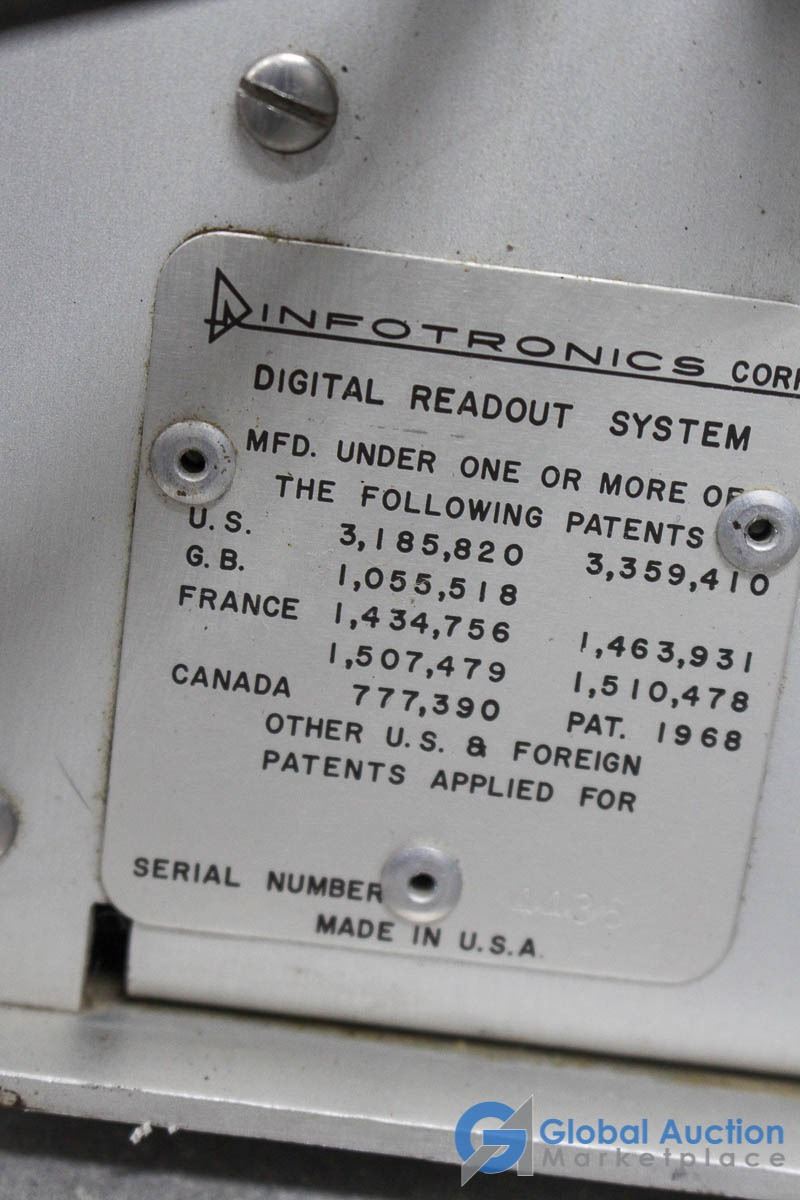 INFOTRONICS CORP
DIGITAL READOUT SYSTEM
MFD. UNDER ONE OR MORE OF
THE FOLLOWING PATENTS
U.S. 3,185,820 3,359,410
G.B. 1,055,518
FRANCE 1,434,756 1,463,931
1,507,479 1,510,478
CANADA 777,390 PAT. 1968
OTHER U.S. & FOREIGN
PATENTS APPLIED FOR
SERIAL NUMBER
MADE IN U.S.A.
Global Auction
Marketplace